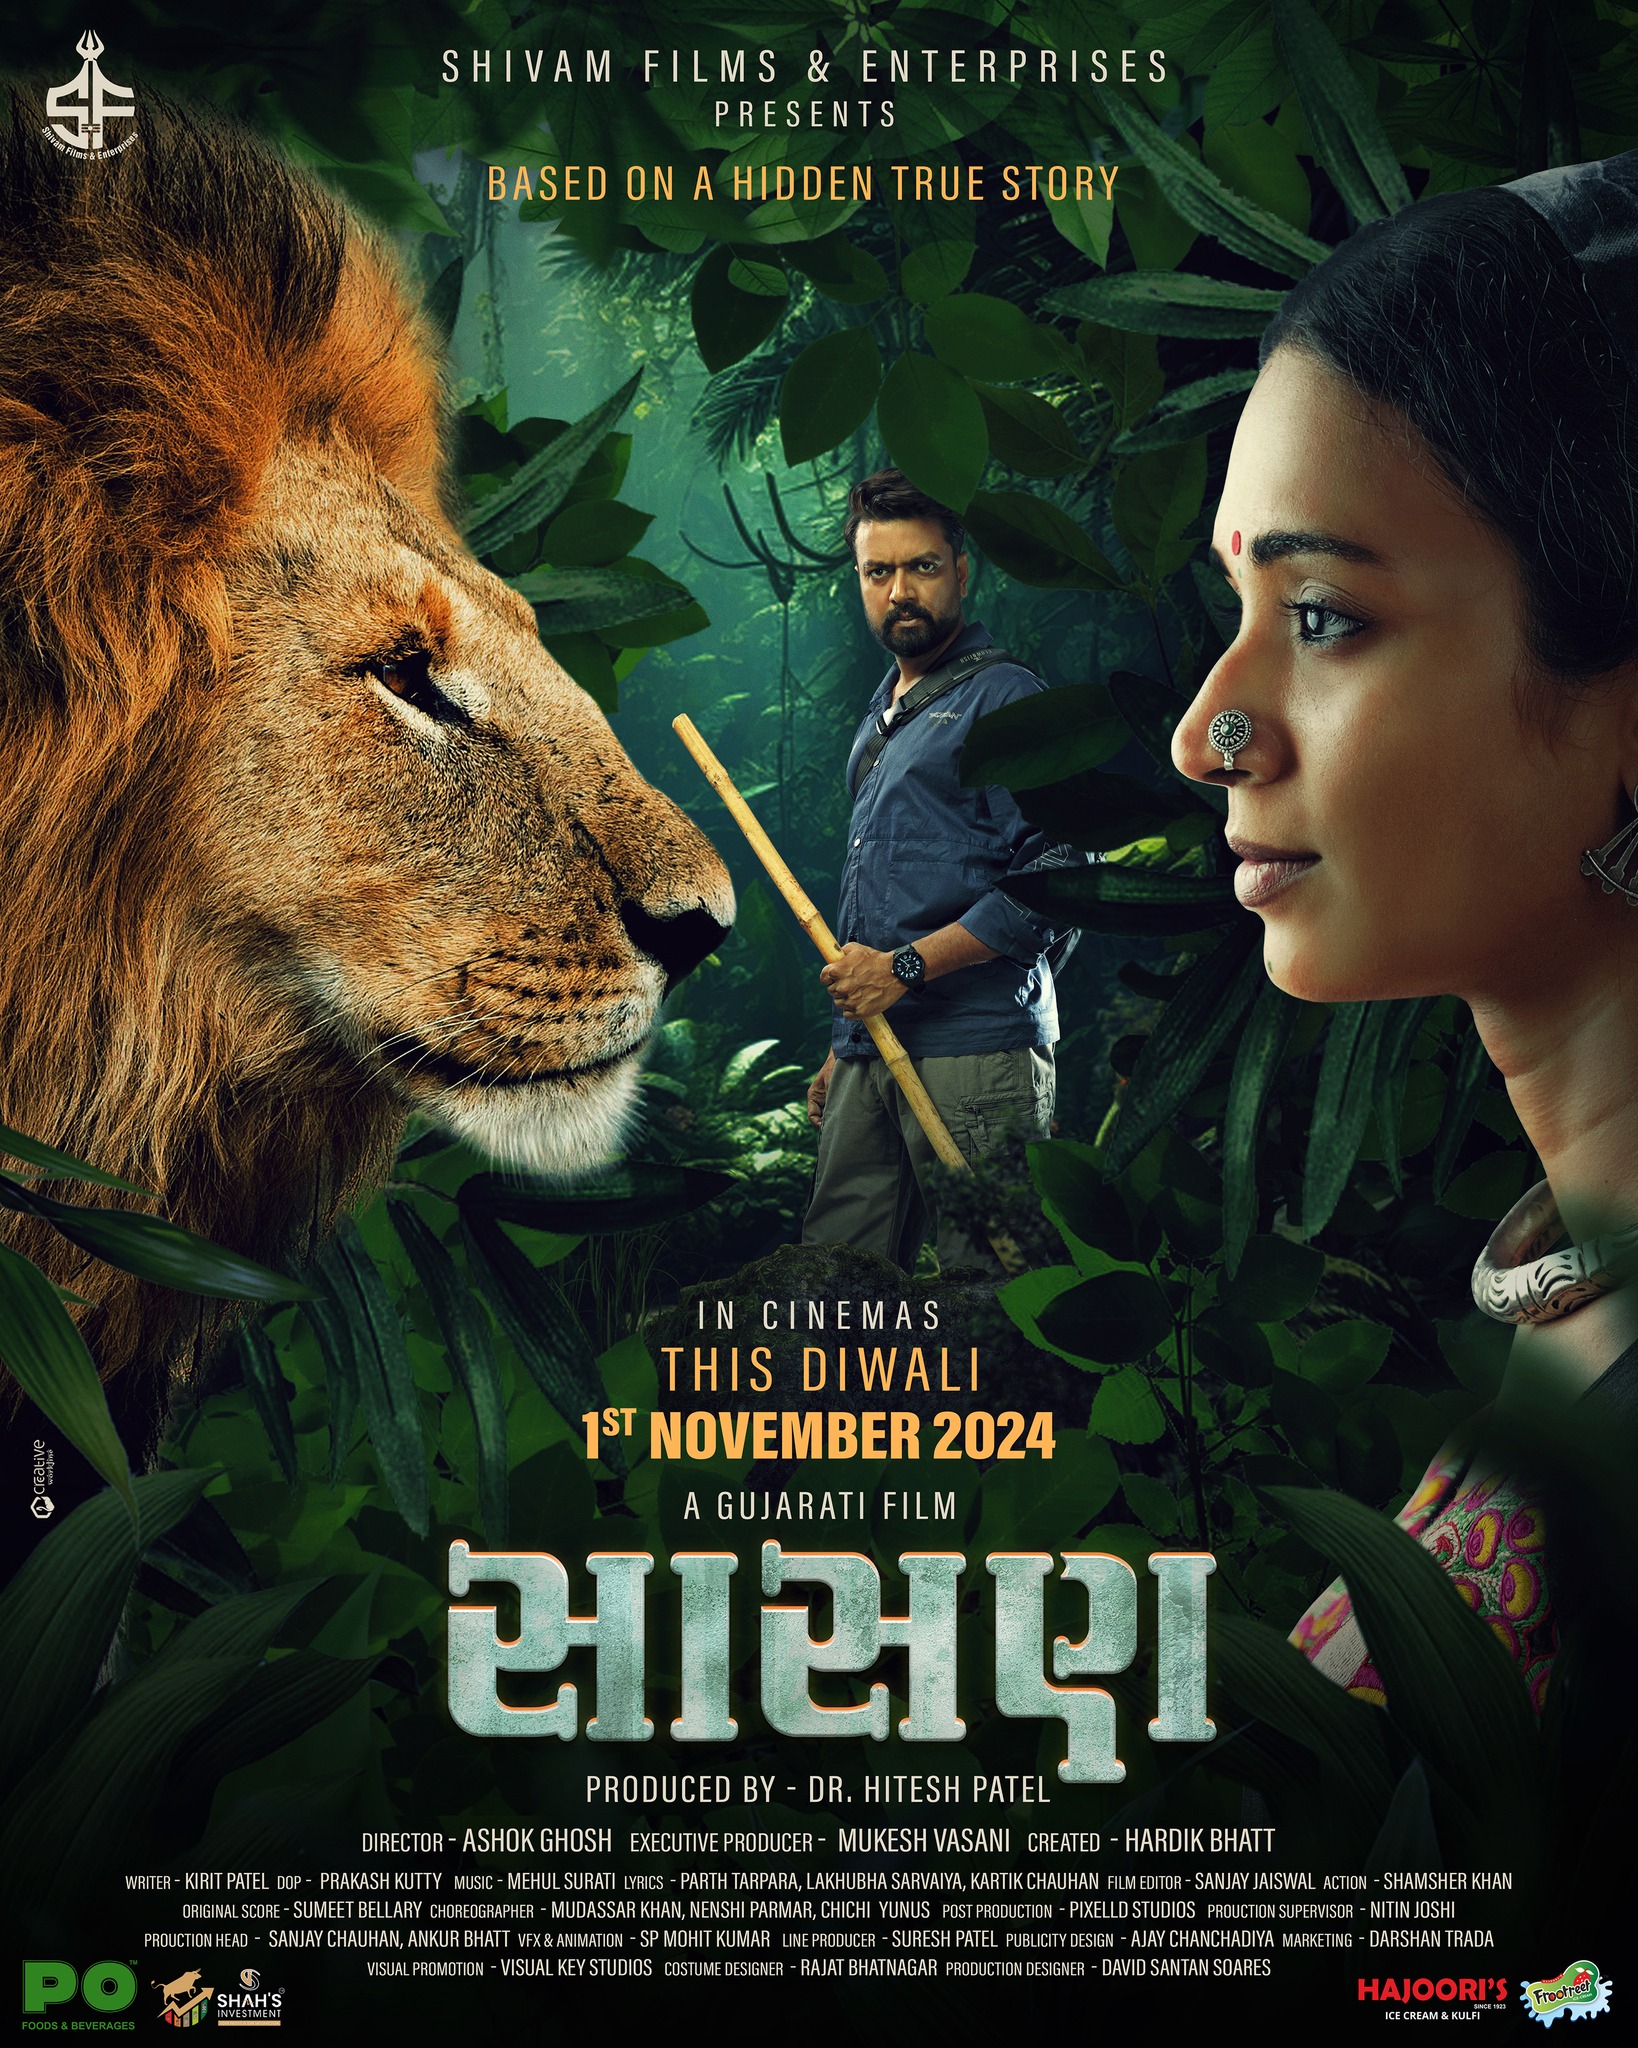 Shivam Films & Enterprises
SHIVAM FILMS & ENTERPRISES
PRESENTS
BASED ON A HIDDEN TRUE STORY
IN CINEMAS
THIS DIWALI
1ST NOVEMBER 2024
A GUJARATI FILM
સાસણ
PRODUCED BY - DR. HITESH PATEL
DIRECTOR - ASHOK GHOSH EXECUTIVE PRODUCER - MUKESH VASANI CREATED - HARDIK BHATT
WRITER - KIRIT PATEL DOP - PRAKASH KUTTY MUSIC - MEHUL SURATI LYRICS - PARTH TARPARA, LAKHUBHA SARVAIYA, KARTIK CHAUHAN FILM EDITOR - SANJAY JAISWAL ACTION - SHAMSHER KHAN
ORIGINAL SCORE - SUMEET BELLARY CHOREOGRAPHER - MUDASSAR KHAN, NENSHI PARMAR, CHICHI YUNUS POST PRODUCTION - PIXELLD STUDIOS PROUCTION SUPERVISOR - NITIN JOSHI
PROUCTION HEAD - SANJAY CHAUHAN, ANKUR BHATT VFX & ANIMATION - SP MOHIT KUMAR LINE PRODUCER - SURESH PATEL PUBLICITY DESIGN - AJAY CHANCHADIYA MARKETING - DARSHAN TRADA
VISUAL PROMOTION - VISUAL KEY STUDIOS COSTUME DESIGNER - RAJAT BHATNAGAR PRODUCTION DESIGNER - DAVID SANTAN SOARES
creative
PO
FOODS & BEVERAGES
SHAH'S
INVESTMENT
HAJOORI'S
SINCE 1923
ICE CREAM & KULFI
Frootreet